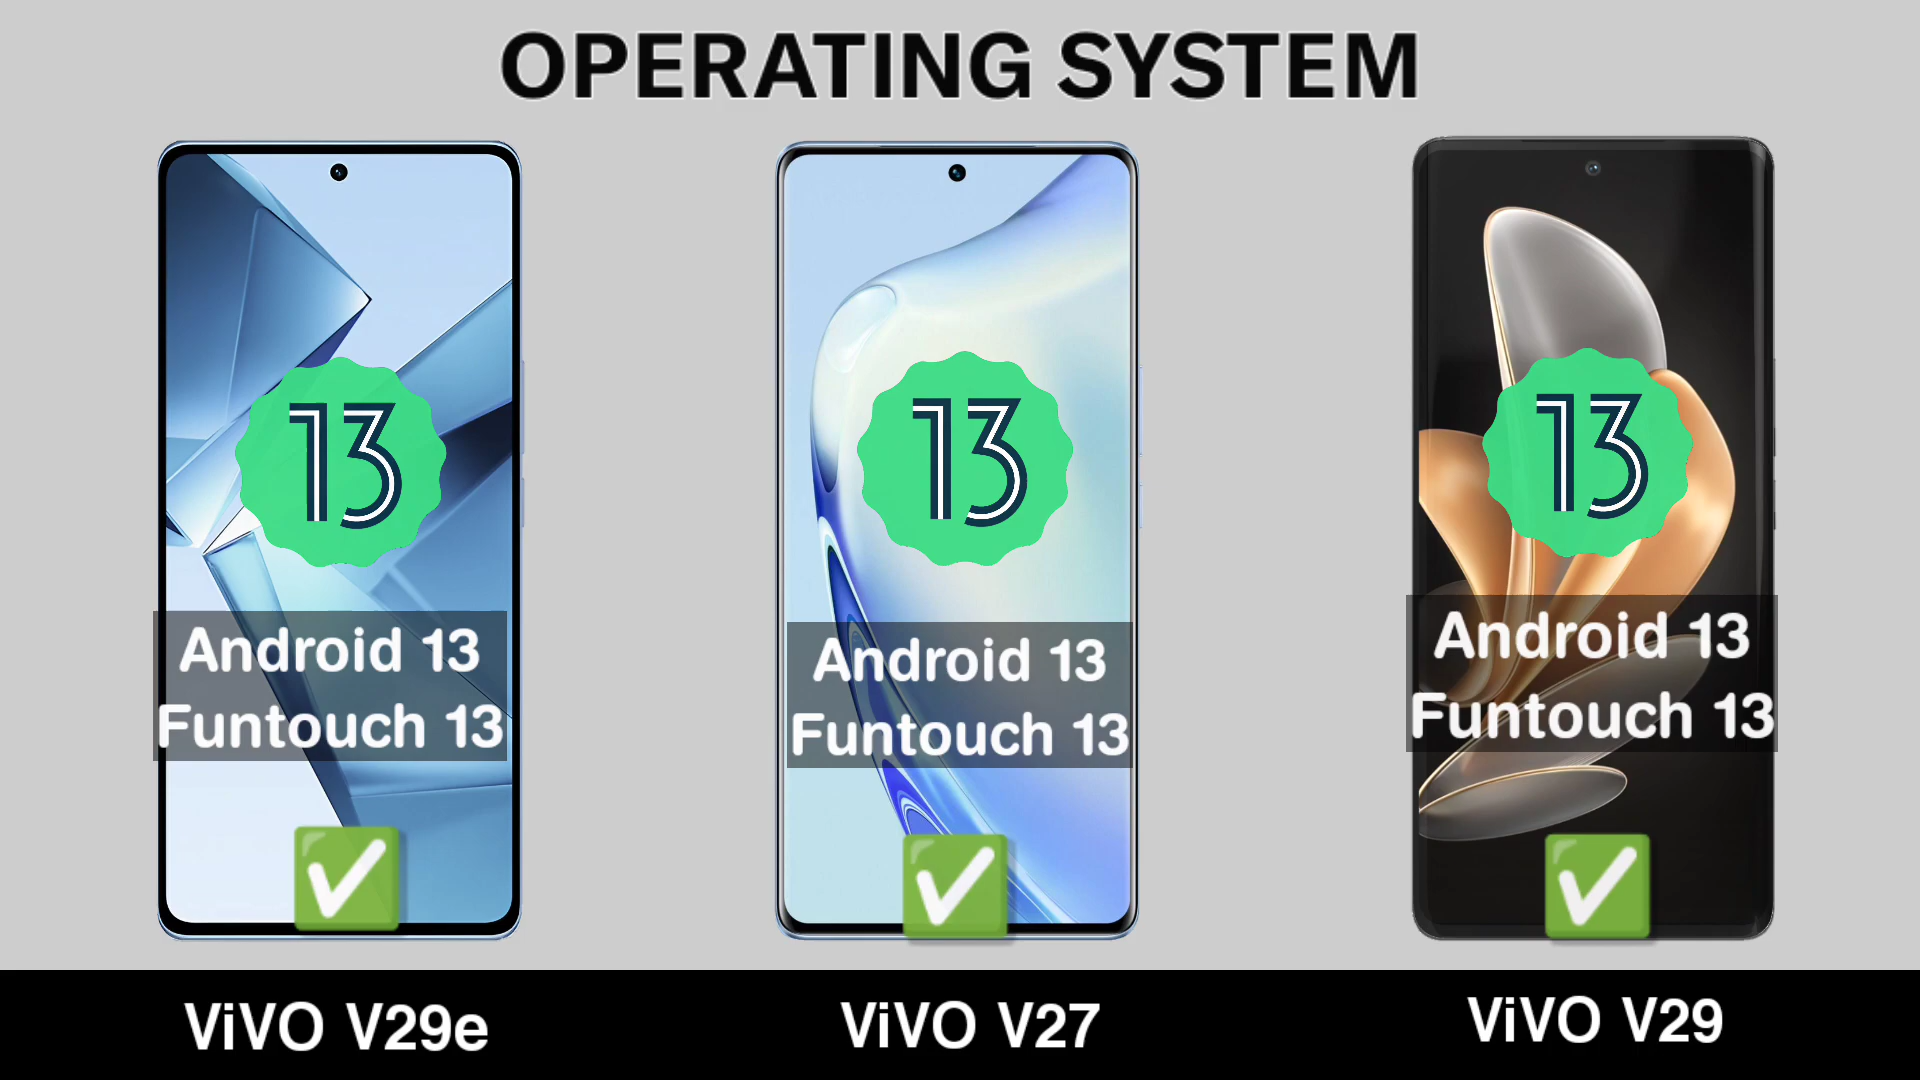 OPERATING SYSTEM
13
Android 13
Funtouch 13
ViVO V29e
13
Android 13
Funtouch 13
ViVO V27
13
Android 13
Funtouch 13
ViVO V29